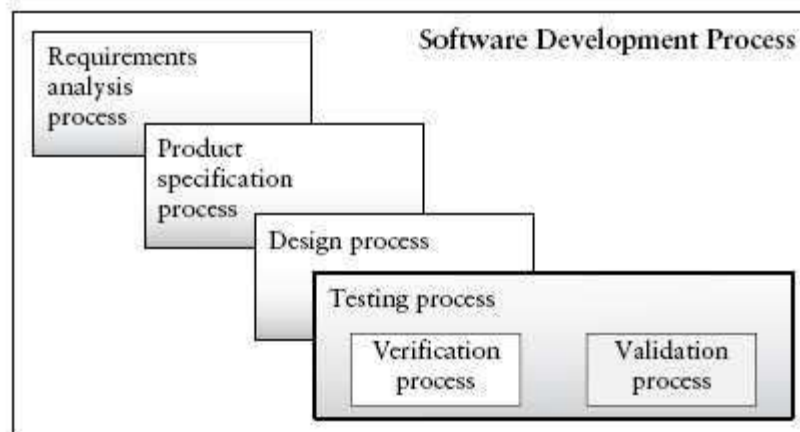 Software Development Process
Requirements
analysis
process
Product
specification
process
Design process
Testing process
Verification
process
Validation
process